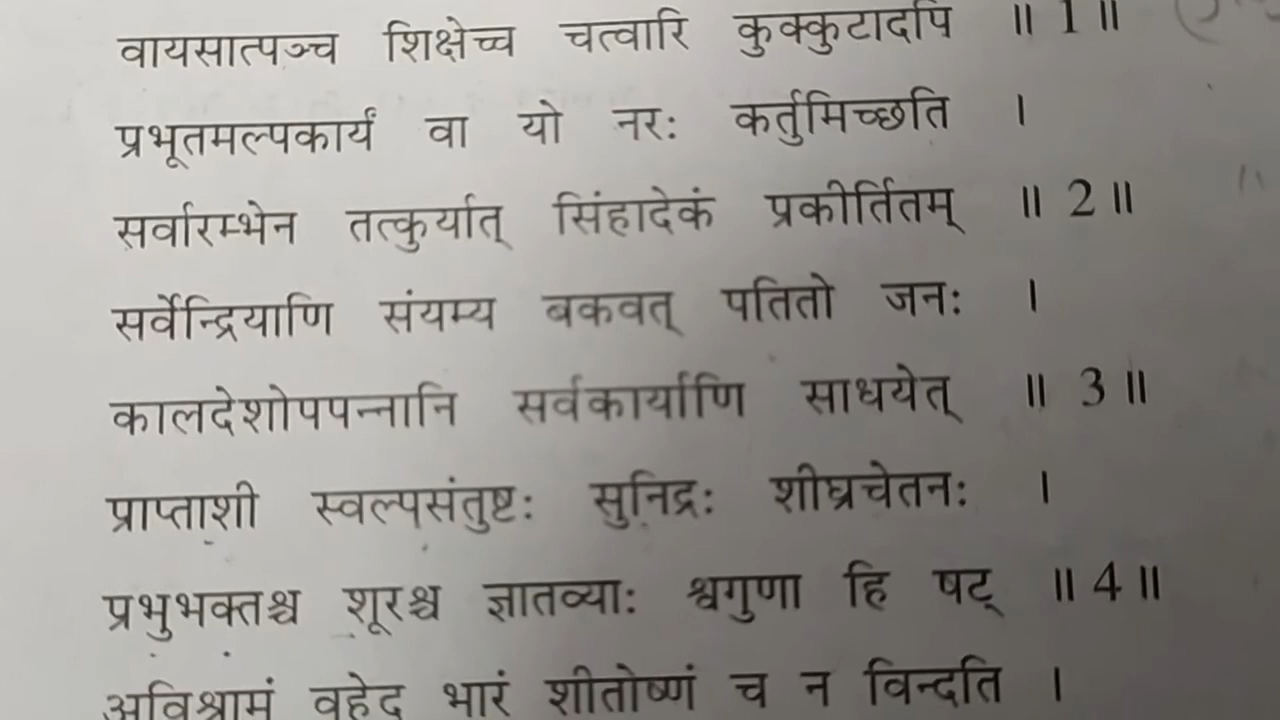 वायसात्पञ्च शिक्षेच्च चत्वारि कुक्कुटादपि ॥ 1 ॥
प्रभूतमल्पकार्यं वा यो नरः कर्तुमिच्छति ।
सर्वारम्भेन तत्कुर्यात् सिंहादेकं प्रकीर्तितम् ॥ 2 ॥
सर्वेन्द्रियाणि संयम्य बकवत् पतितो जनः ।
कालदेशोपपन्नानि सर्वकार्याणि साधयेत् ॥ 3 ॥
प्राप्ताशी स्वल्पसंतुष्टः सुनिद्रः शीघ्रचेतनः ।
प्रभुभक्तश्च शूरश्च ज्ञातव्याः श्वगुणा हि षट् ॥ 4 ॥
अविश्रामं वहेद भारं शीतोष्णं च न विन्दति ।